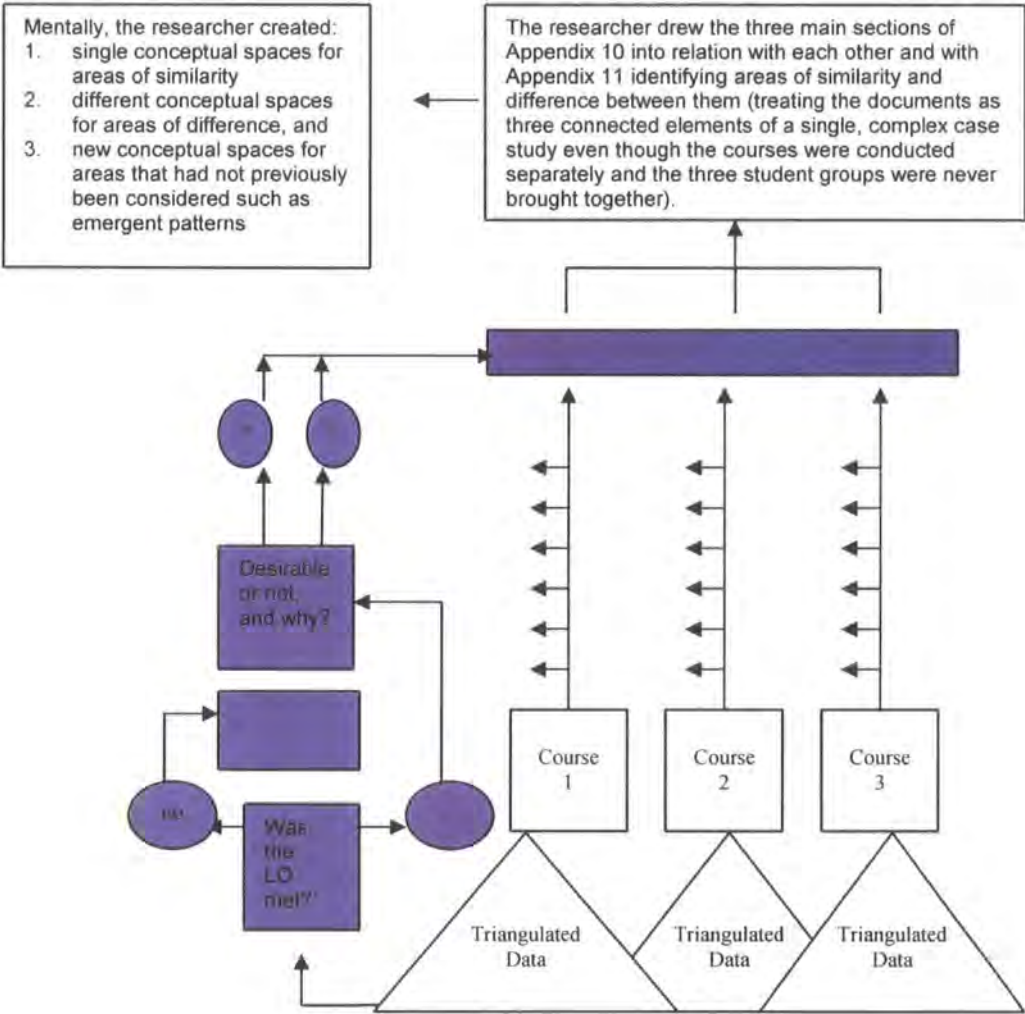 Mentally, the researcher created:
1. single conceptual spaces for
areas of similarity
2. different conceptual spaces
for areas of difference, and
3. new conceptual spaces for
areas that had not previously
been considered such as
emergent patterns
The researcher drew the three main sections of
Appendix 10 into relation with each other and with
Appendix 11 identifying areas of similarity and
difference between them (treating the documents as
three connected elements of a single, complex case
study even though the courses were conducted
separately and the three student groups were never
brought together).
Desirable
or not,
and why?
Was
the
LO
met?
Course
1
Course
2
Course
3
Triangulated
Data
Triangulated
Data
Triangulated
Data